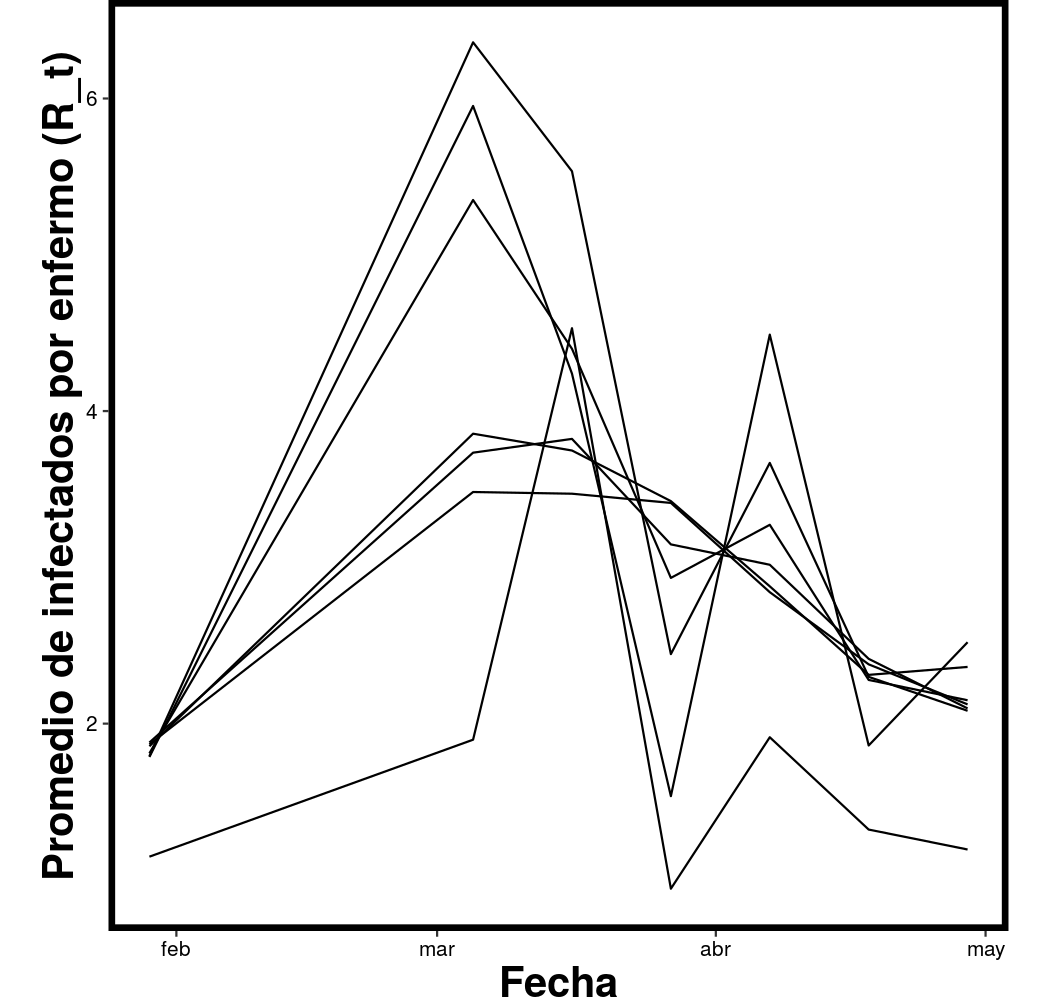 Promedio de infectados por enfermo (R_t)
6
4
2
feb mar abr may
Fecha